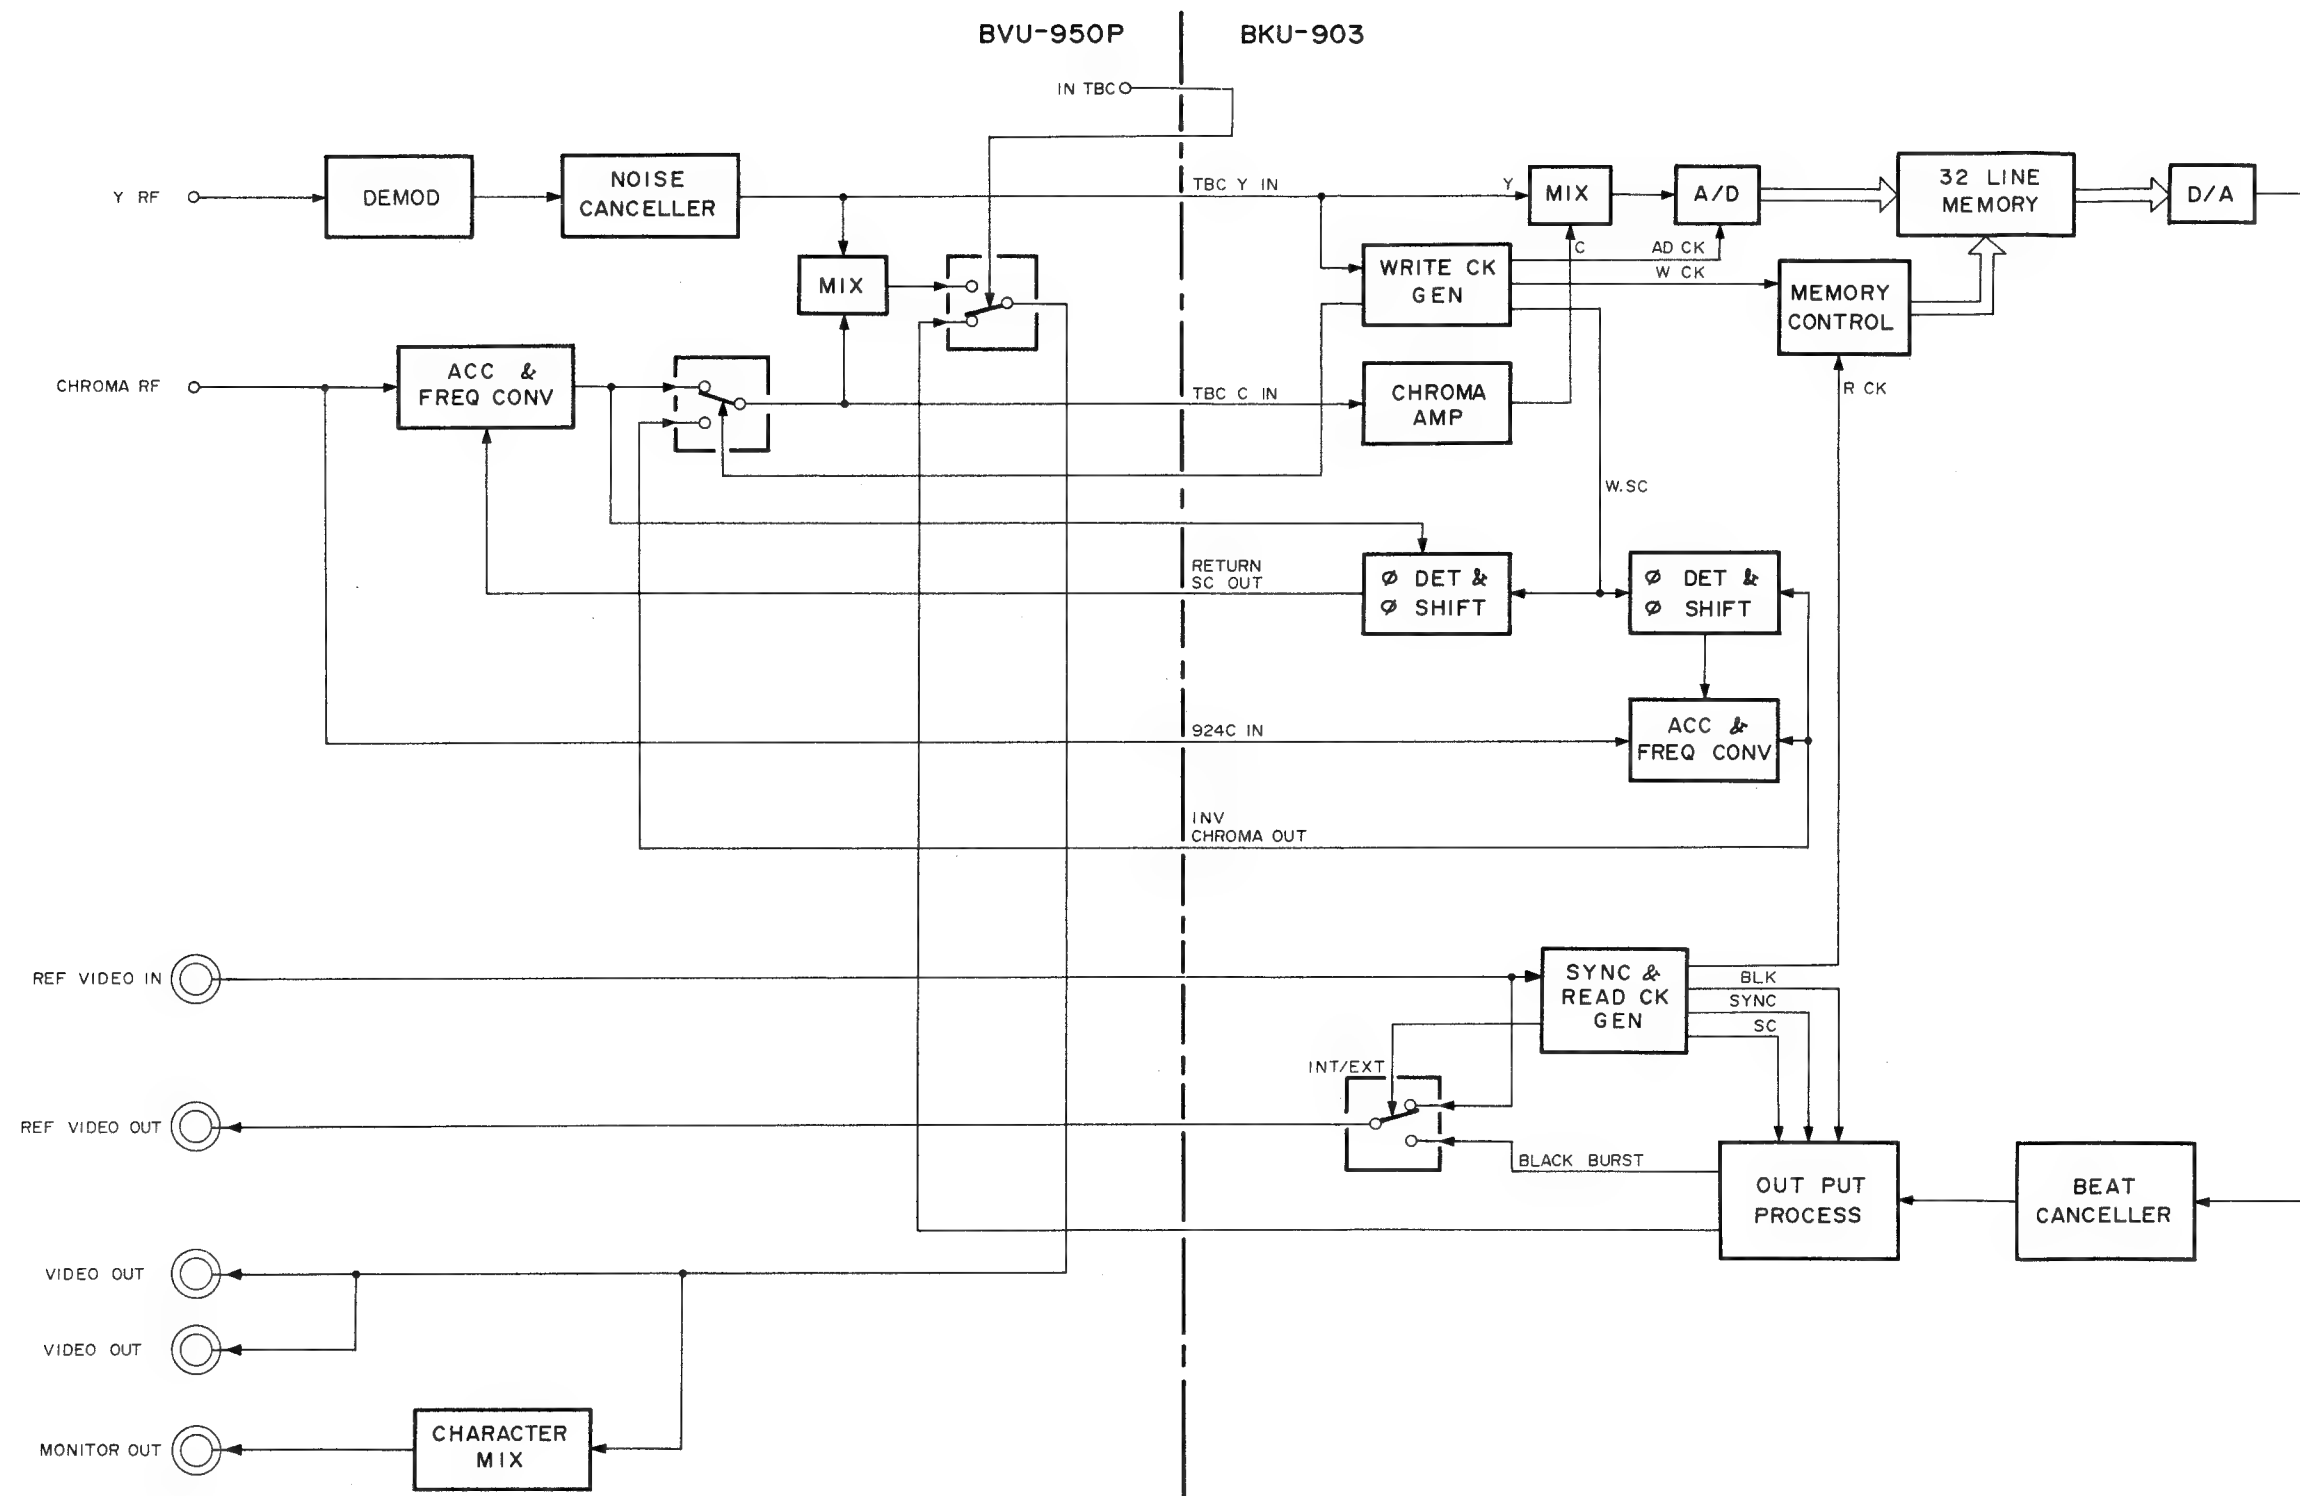 BVU-950P
BKU-903
IN TBC
Y RF
DEMOD
NOISE
CANCELLER
TBC Y IN
Y
MIX
A/D
32 LINE
MEMORY
D/A
C
AD CK
W CK
WRITE CK
GEN
MIX
MEMORY
CONTROL
CHROMA RF
ACC &
FREQ CONV
TBC C IN
CHROMA
AMP
R CK
W.SC
RETURN
SC OUT
Ø DET &
Ø SHIFT
Ø DET &
Ø SHIFT
924C IN
ACC &
FREQ CONV
INV
CHROMA OUT
REF VIDEO IN
SYNC &
READ CK
GEN
BLK
SYNC
SC
INT/EXT
REF VIDEO OUT
BLACK BURST
OUT PUT
PROCESS
BEAT
CANCELLER
VIDEO OUT
VIDEO OUT
MONITOR OUT
CHARACTER
MIX